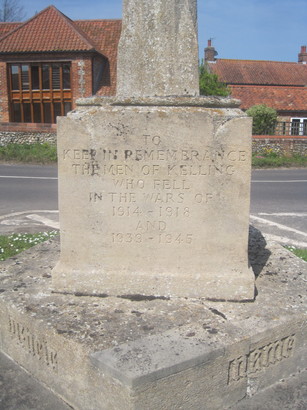 TO
KEEP IN REMEMBRANCE
THE MEN OF KELLING
WHO FELL
IN THE WARS OF
1914 - 1918
AND
1939 - 1945